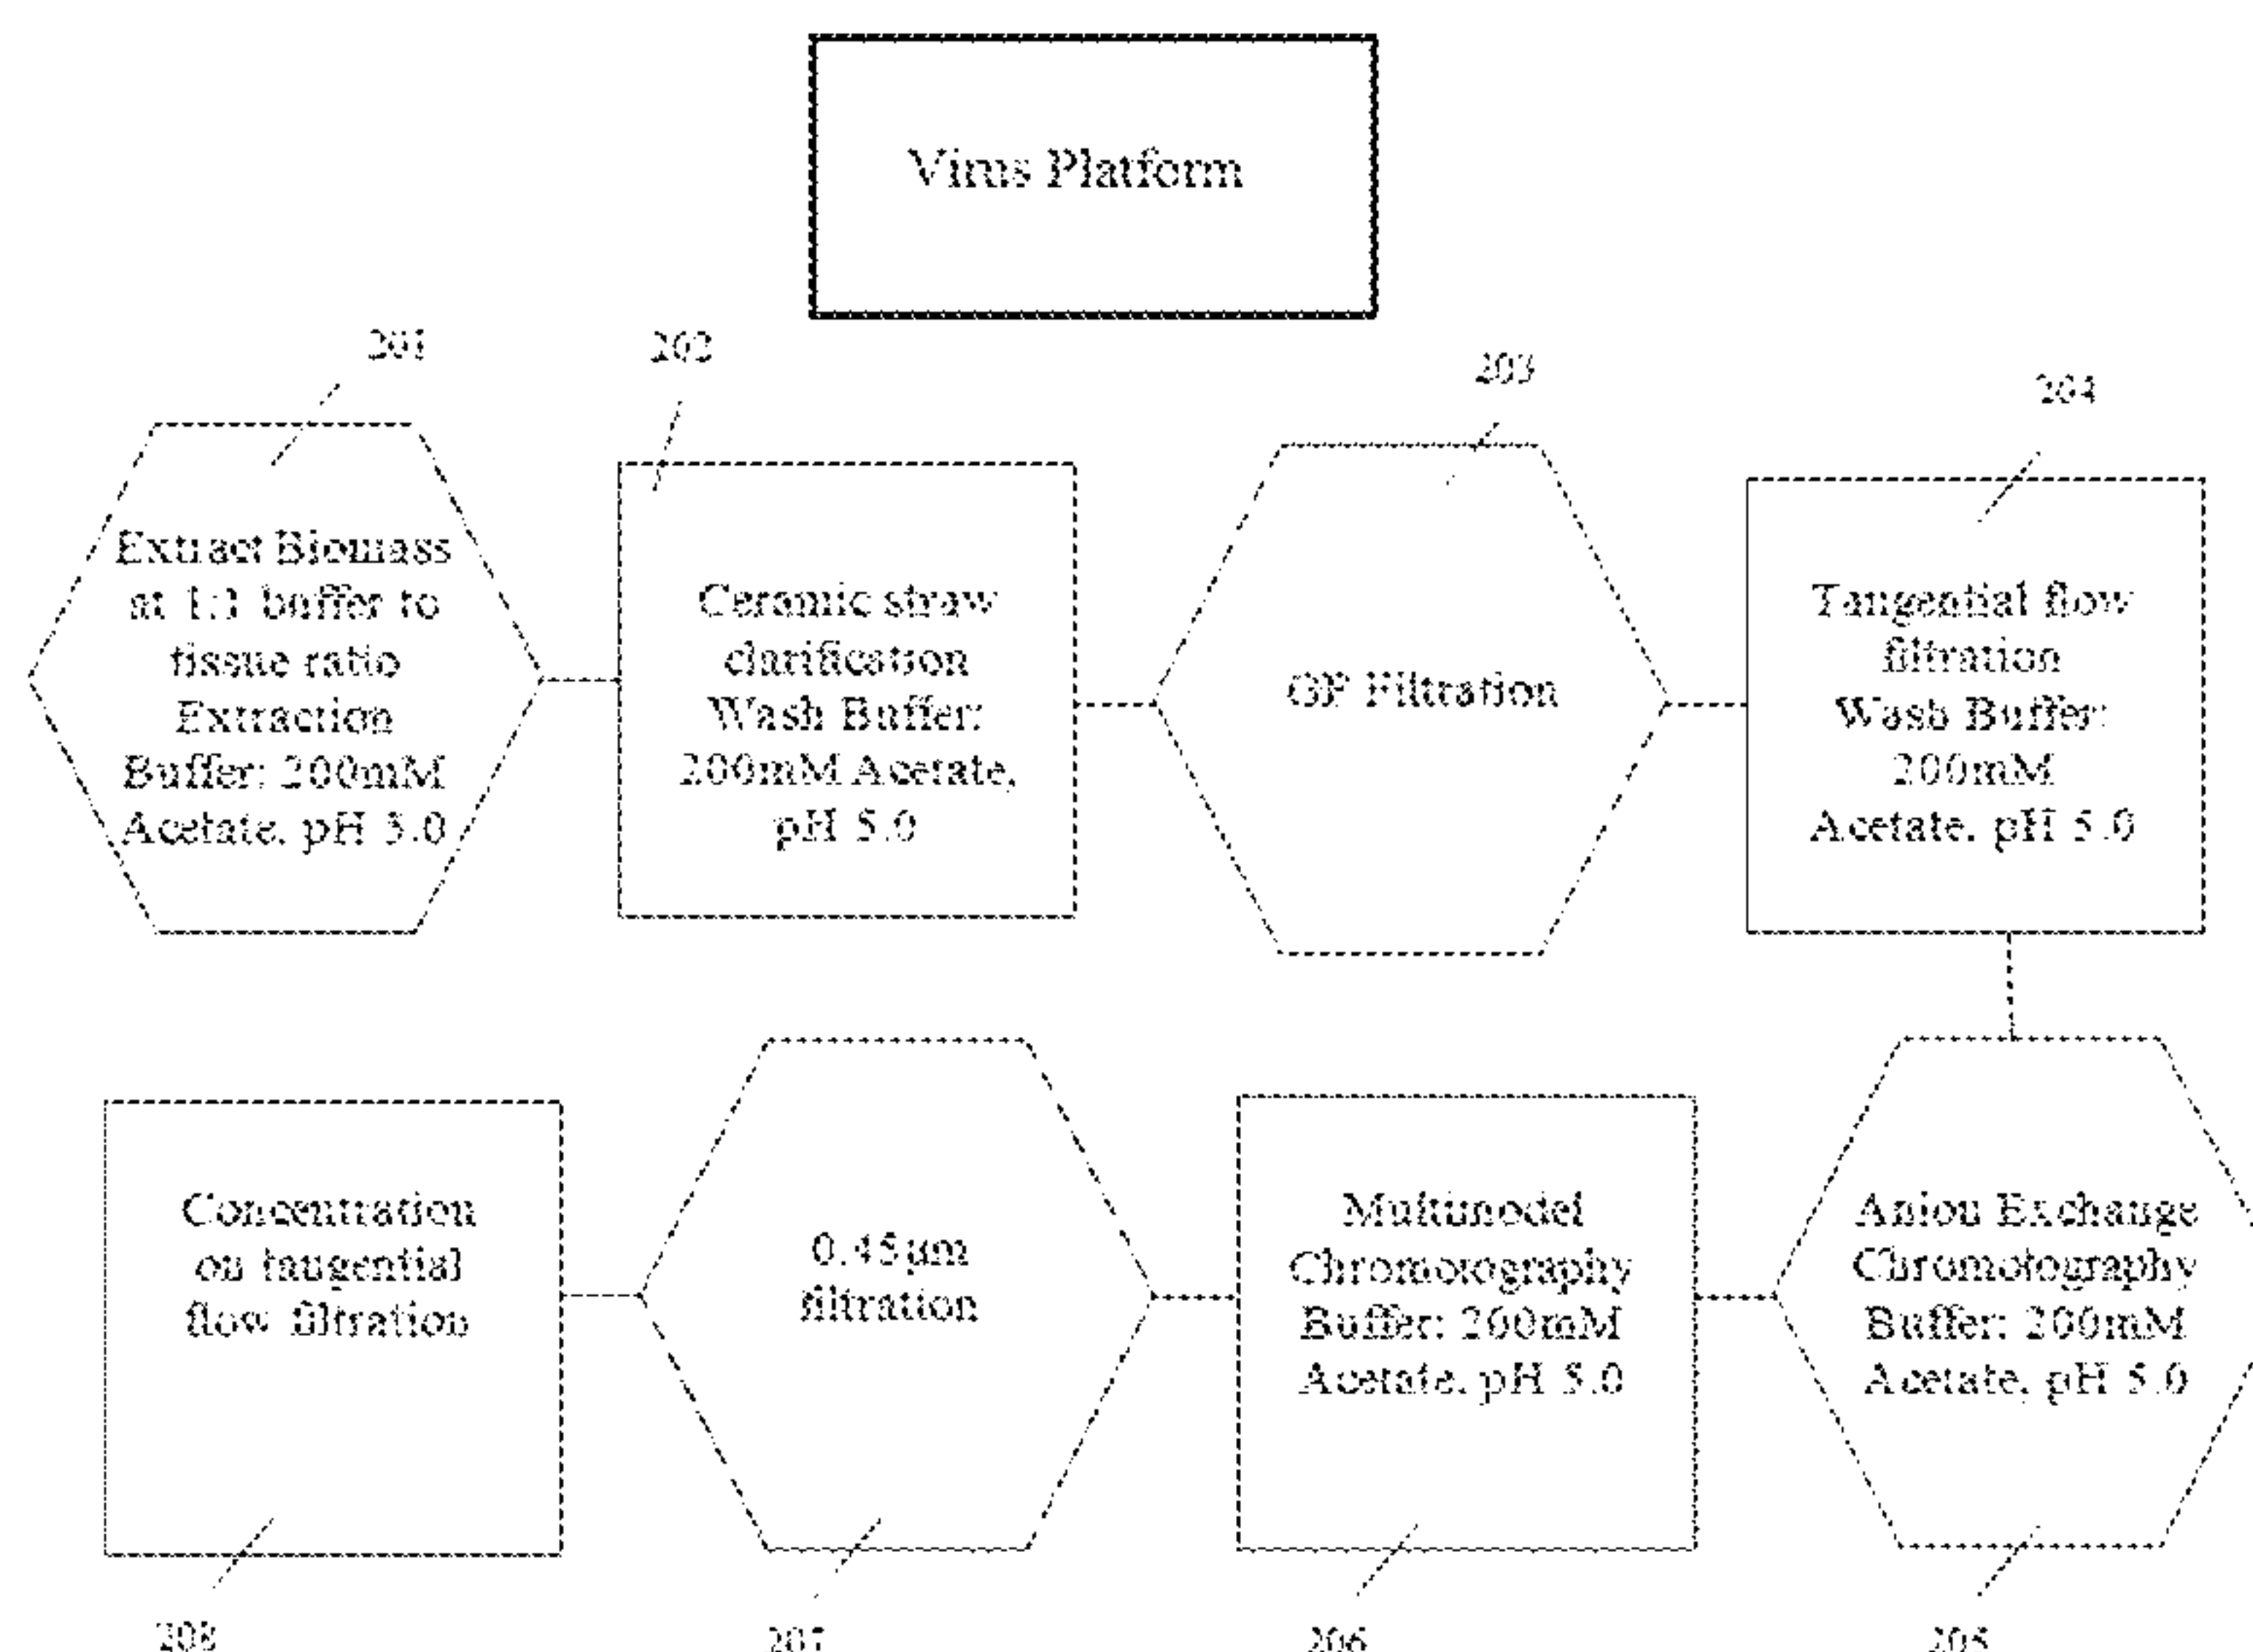 Virus Platform
201
202
203
204
Extract Biomass
at 1:1 buffer to
tissue ratio
Extraction
Buffer: 200mM
Acetate, pH 5.0
Ceramic straw
clarification
Wash Buffer:
200mM Acetate,
pH 5.0
GF Filtration
Tangential flow
filtration
Wash Buffer:
200mM
Acetate, pH 5.0
Concentration
on tangential
flow filtration
0.45µm
filtration
Multimodel
Chromotography
Buffer: 200mM
Acetate, pH 5.0
Anion Exchange
Chromotography
Buffer: 200mM
Acetate, pH 5.0
208
207
206
205